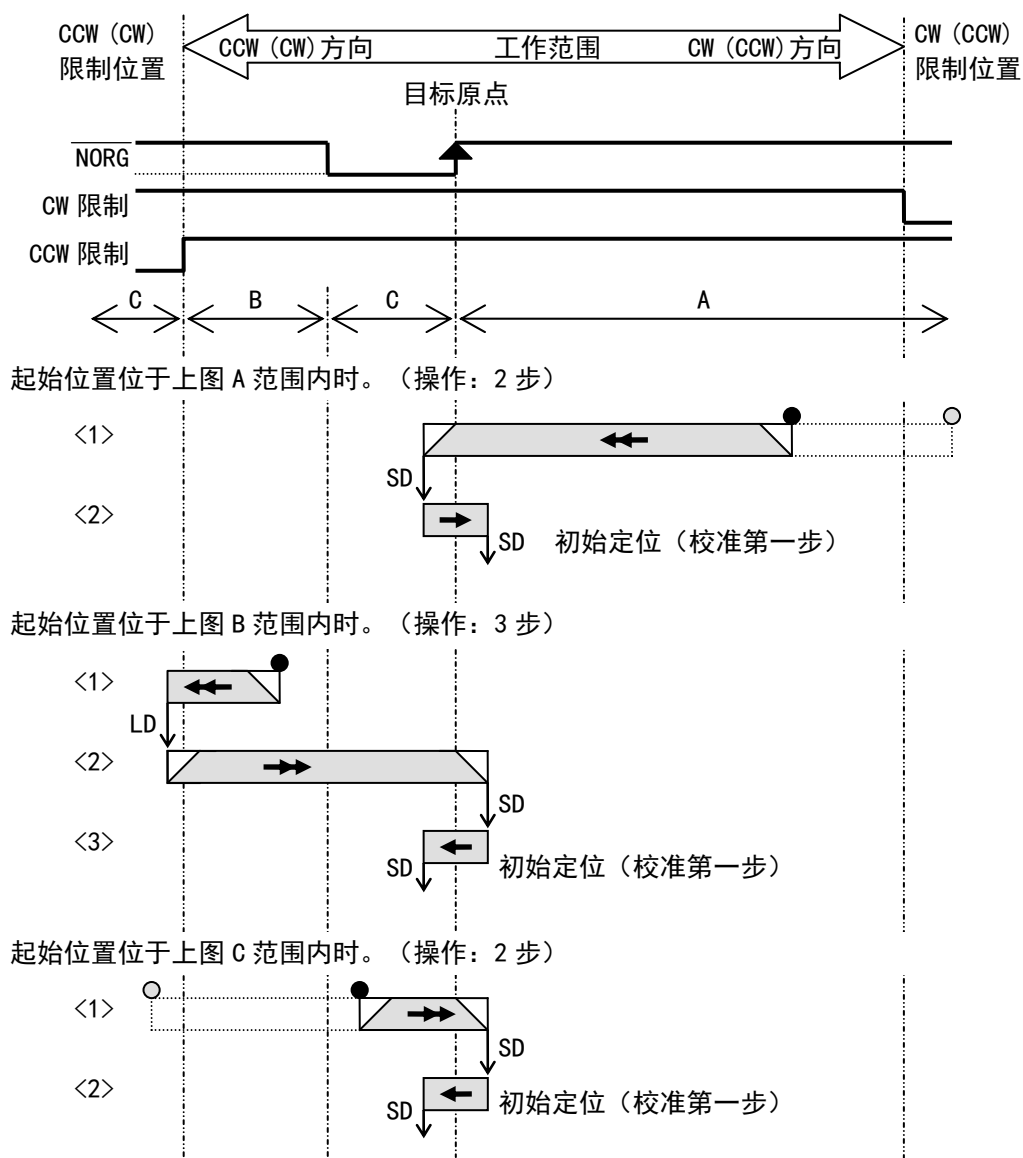 CCW (CW)
限制位置
CCW (CW)方向
工作范围
CW (CCW)方向
CW (CCW)
限制位置
目标原点
NORG
CW 限制
CCW 限制
C
B
C
A
起始位置位于上图 A 范围内时。（操作：2 步）
<1>
SD
<2>
SD 初始定位（校准第一步）
起始位置位于上图 B 范围内时。（操作：3 步）
<1>
LD
<2>
SD
<3>
SD
初始定位（校准第一步）
起始位置位于上图 C 范围内时。（操作：2 步）
<1>
SD
<2>
SD
初始定位（校准第一步）